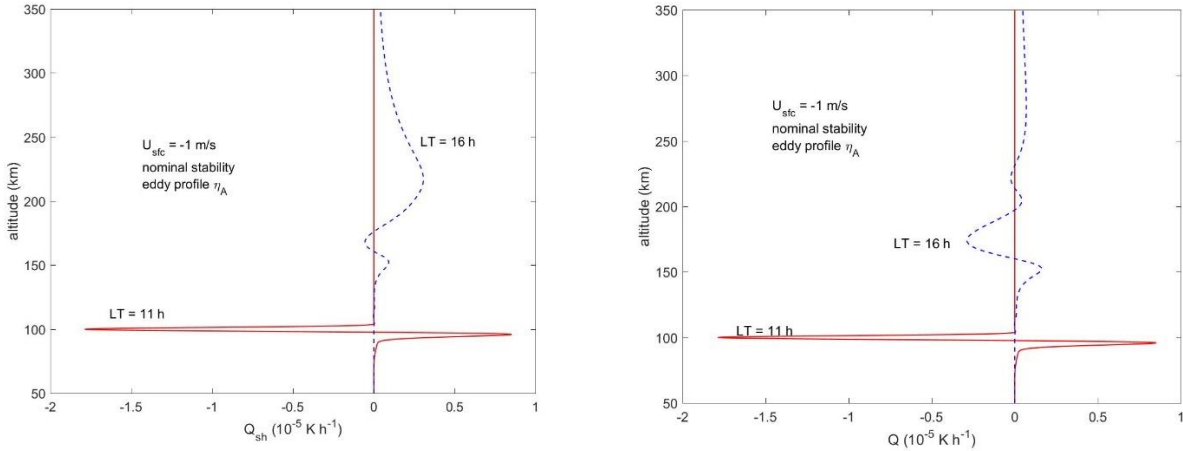 350
300
250
200
150
100
50
altitude (km)
U_sfc = -1 m/s
nominal stability
eddy profile η_A
LT = 16 h
LT = 11 h
-2 -1.5 -1 -0.5 0 0.5 1
Q_sh (10^-5 K h^-1)
350
300
250
200
150
100
50
altitude (km)
U_sfc = -1 m/s
nominal stability
eddy profile η_A
LT = 16 h
LT = 11 h
-2 -1.5 -1 -0.5 0 0.5 1
Q (10^-5 K h^-1)